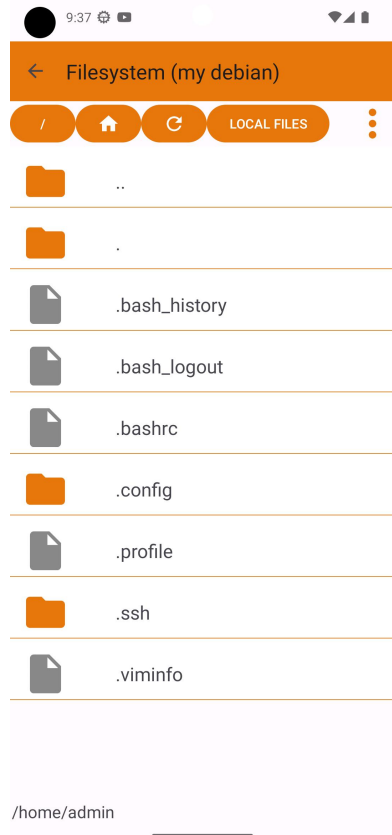 9:37
Filesystem (my debian)
/ LOCAL FILES
..
.
.bash_history
.bash_logout
.bashrc
.config
.profile
.ssh
.viminfo
/home/admin